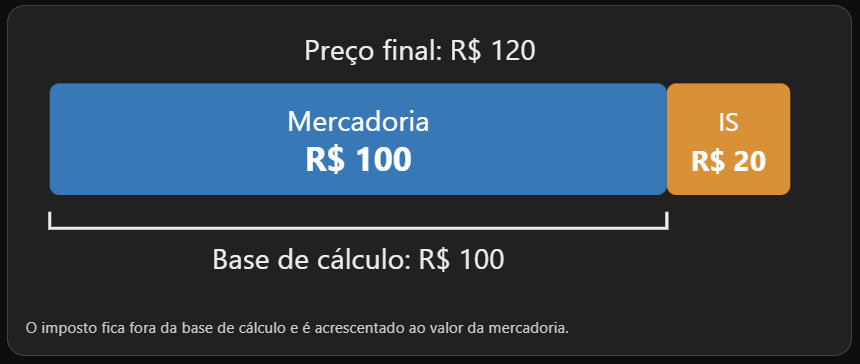 Preço final: R$ 120
Mercadoria
R$ 100
IS
R$ 20
Base de cálculo: R$ 100
O imposto fica fora da base de cálculo e é acrescentado ao valor da mercadoria.